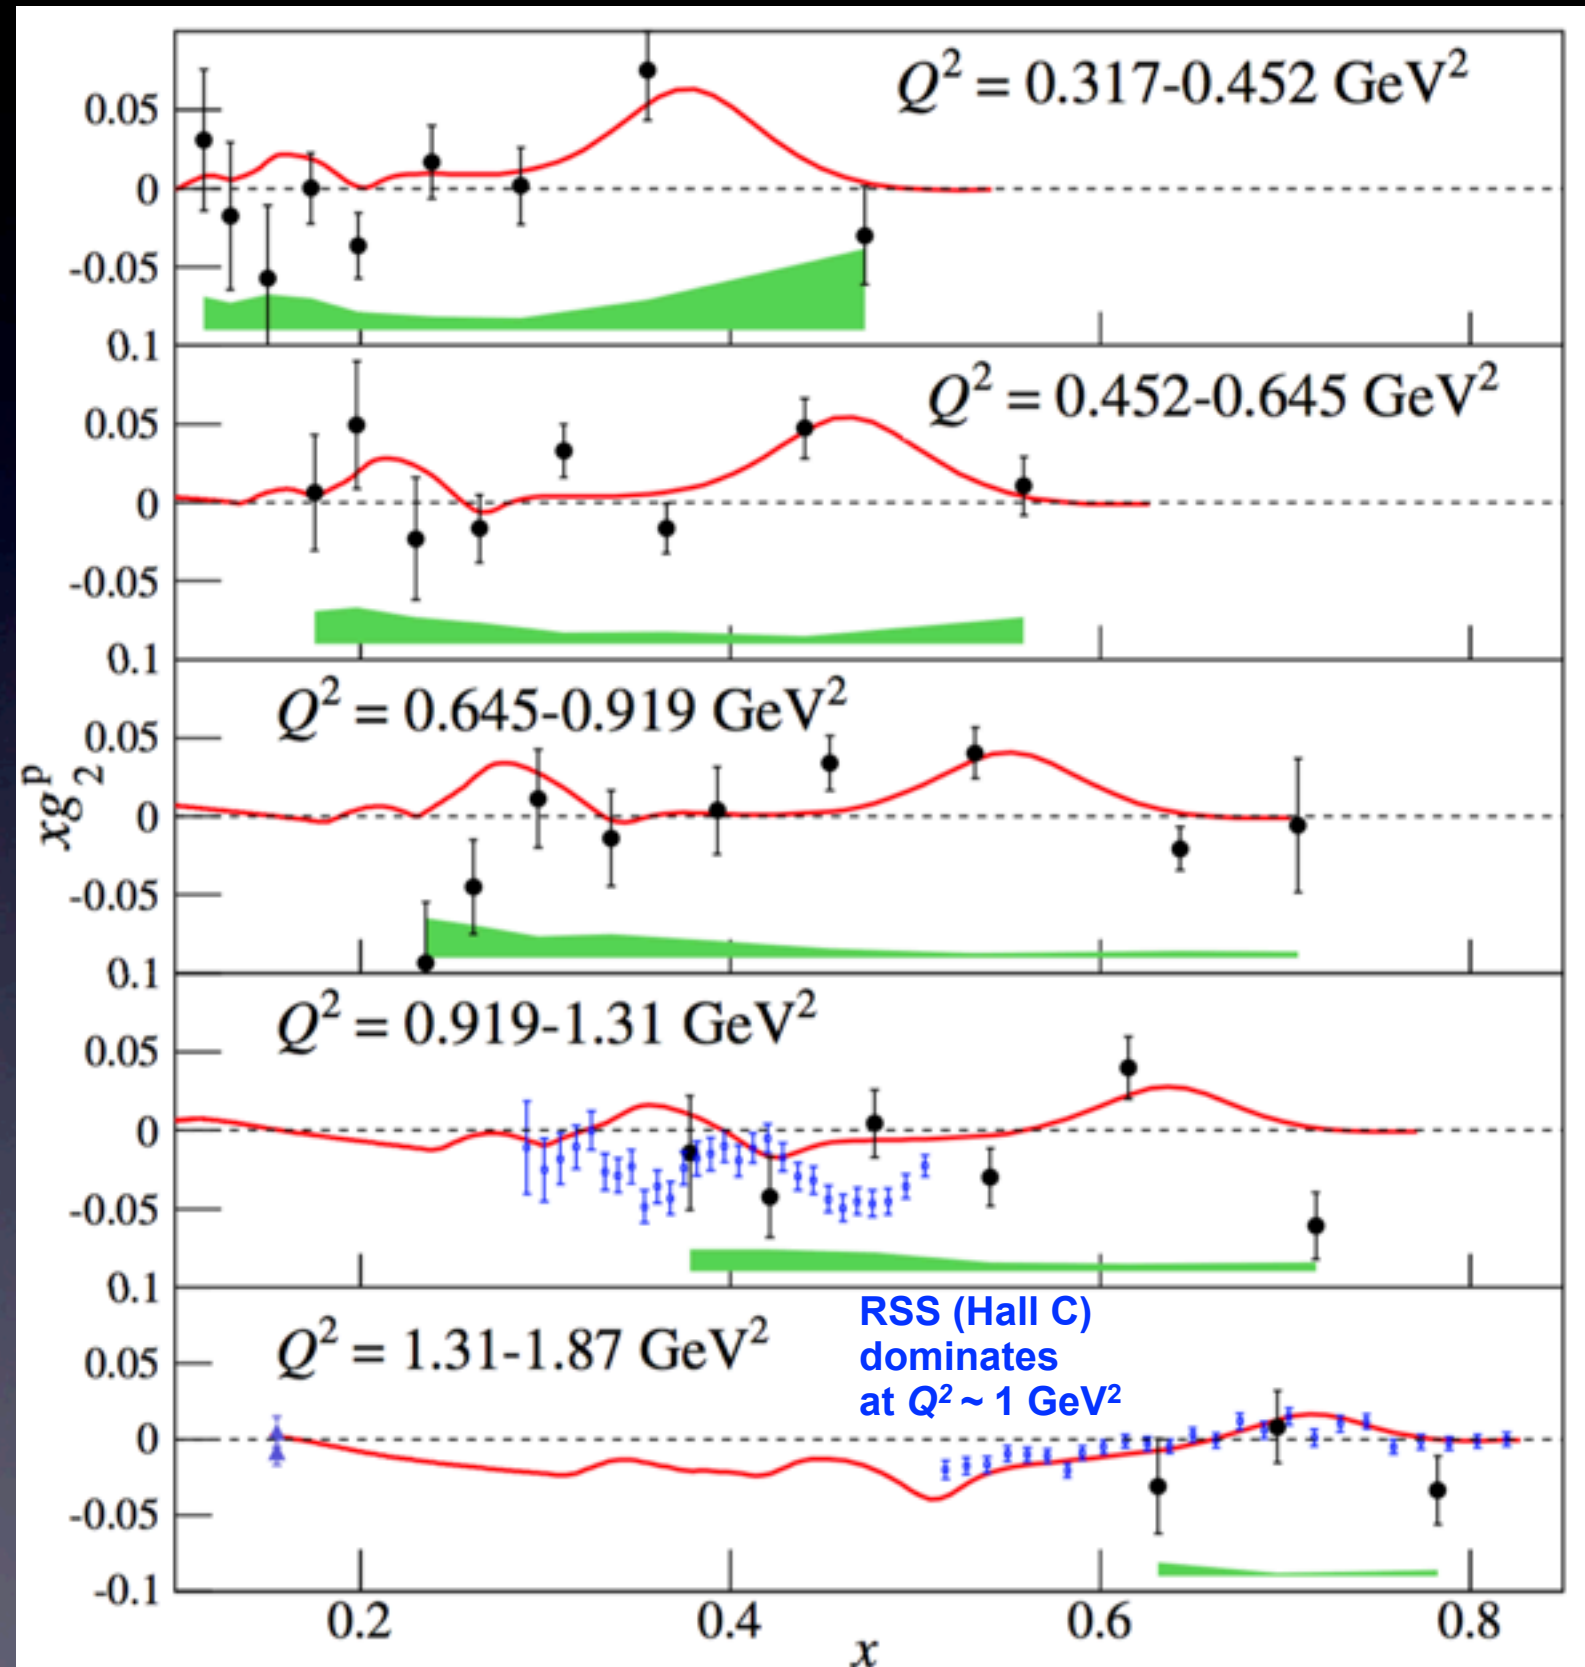 Q² = 0.317-0.452 GeV²
0.05
0
-0.05
0.1
Q² = 0.452-0.645 GeV²
0.05
0
-0.05
0.1
Q² = 0.645-0.919 GeV²
0.05
0
-0.05
0.1
xg₂ᵖ
Q² = 0.919-1.31 GeV²
0.05
0
-0.05
0.1
Q² = 1.31-1.87 GeV²
RSS (Hall C)
dominates
at Q² ~ 1 GeV²
0.05
0
-0.05
-0.1
0.2 0.4 0.6 0.8
x